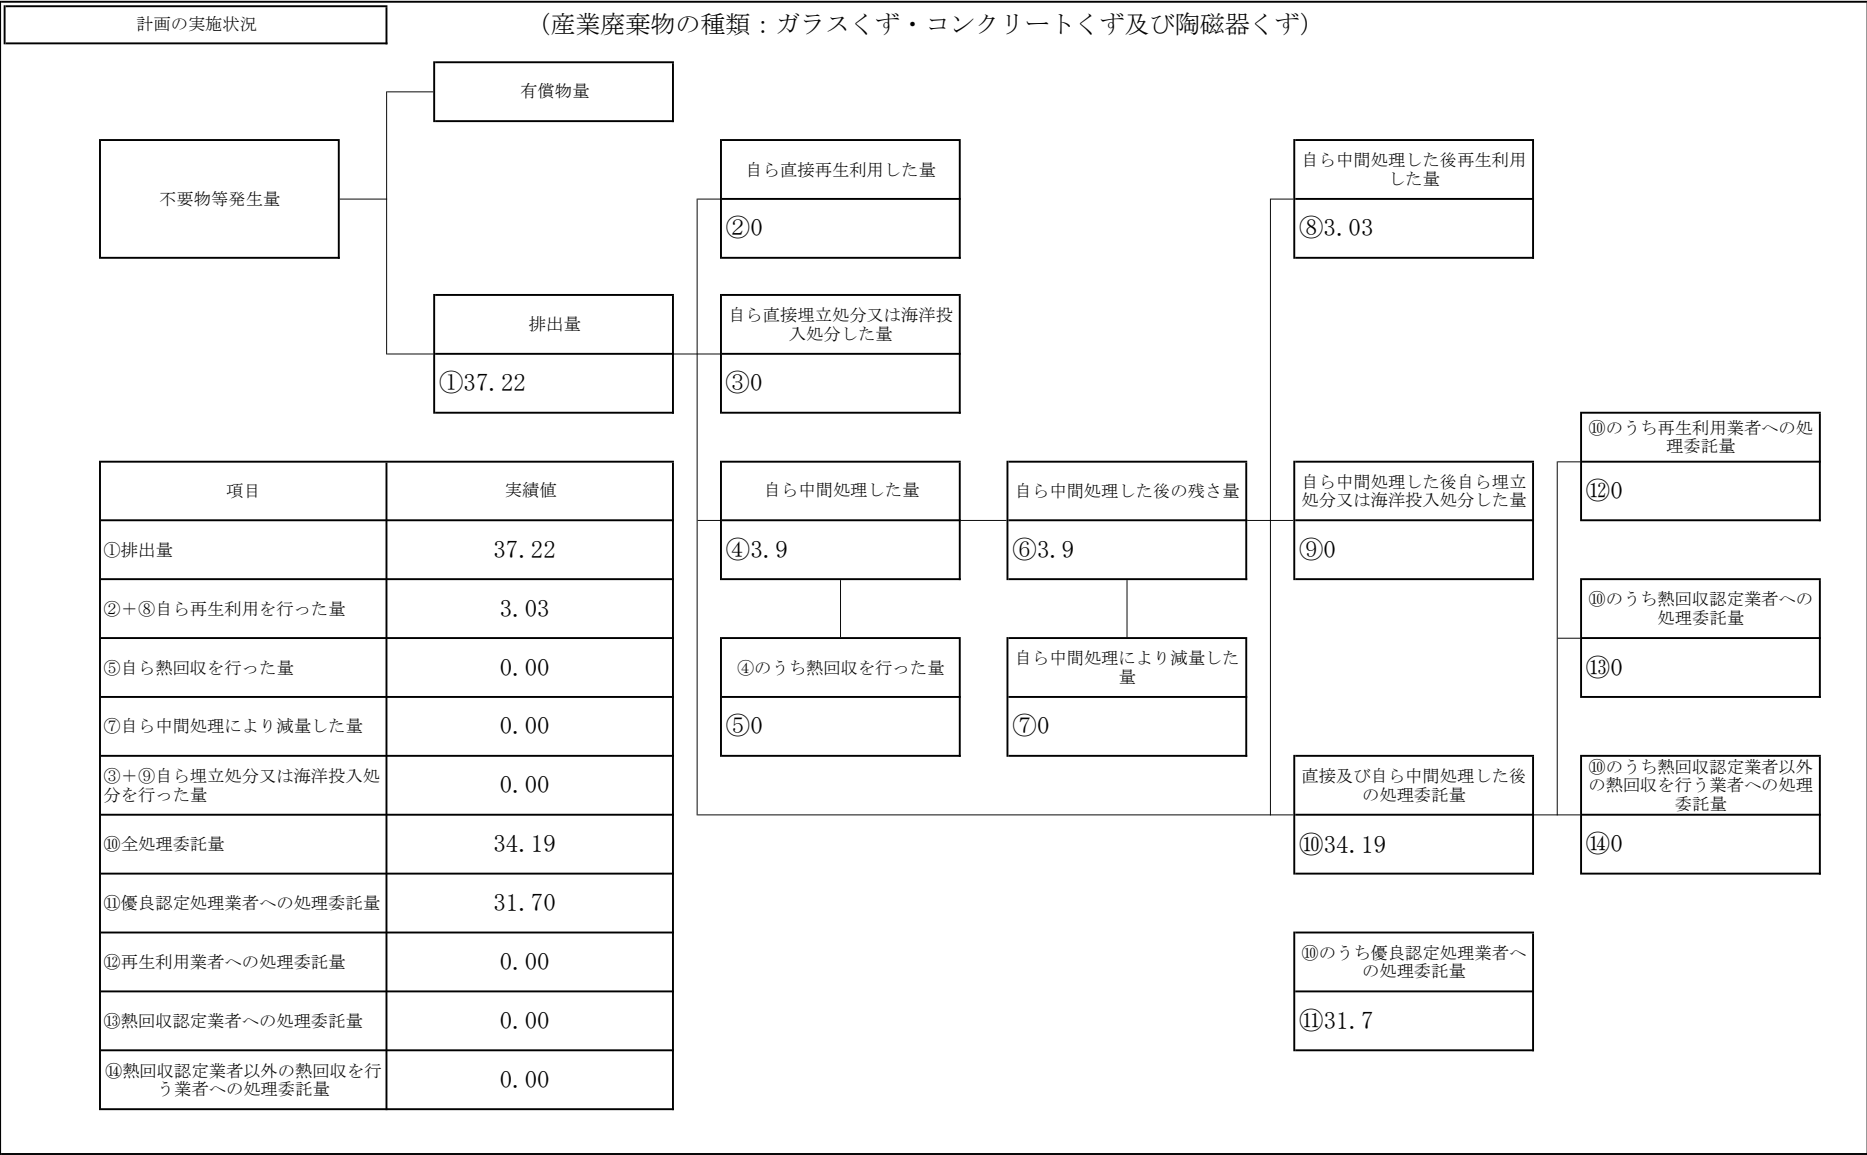 計画の実施状況
（産業廃棄物の種類：ガラスくず・コンクリートくず及び陶磁器くず）
有償物量
不要物等発生量
自ら直接再生利用した量
②0
自ら中間処理した後再生利用
した量
⑧3.03
排出量
①37.22
自ら直接埋立処分又は海洋投
入処分した量
③0
⑩のうち再生利用業者への処
理委託量
⑫0
項目
実績値
①排出量
37.22
②＋⑧自ら再生利用を行った量
3.03
⑤自ら熱回収を行った量
0.00
⑦自ら中間処理により減量した量
0.00
③＋⑨自ら埋立処分又は海洋投入処
分を行った量
0.00
⑩全処理委託量
34.19
⑪優良認定処理業者への処理委託量
31.70
⑫再生利用業者への処理委託量
0.00
⑬熱回収認定業者への処理委託量
0.00
⑭熱回収認定業者以外の熱回収を行
う業者への処理委託量
0.00
自ら中間処理した量
④3.9
自ら中間処理した後の残さ量
⑥3.9
自ら中間処理した後自ら埋立
処分又は海洋投入処分した量
⑨0
④のうち熱回収を行った量
⑤0
自ら中間処理により減量した
量
⑦0
⑩のうち熱回収認定業者への
処理委託量
⑬0
直接及び自ら中間処理した後
の処理委託量
⑩34.19
⑩のうち熱回収認定業者以外
の熱回収を行う業者への処理
委託量
⑭0
⑩のうち優良認定処理業者へ
の処理委託量
⑪31.7